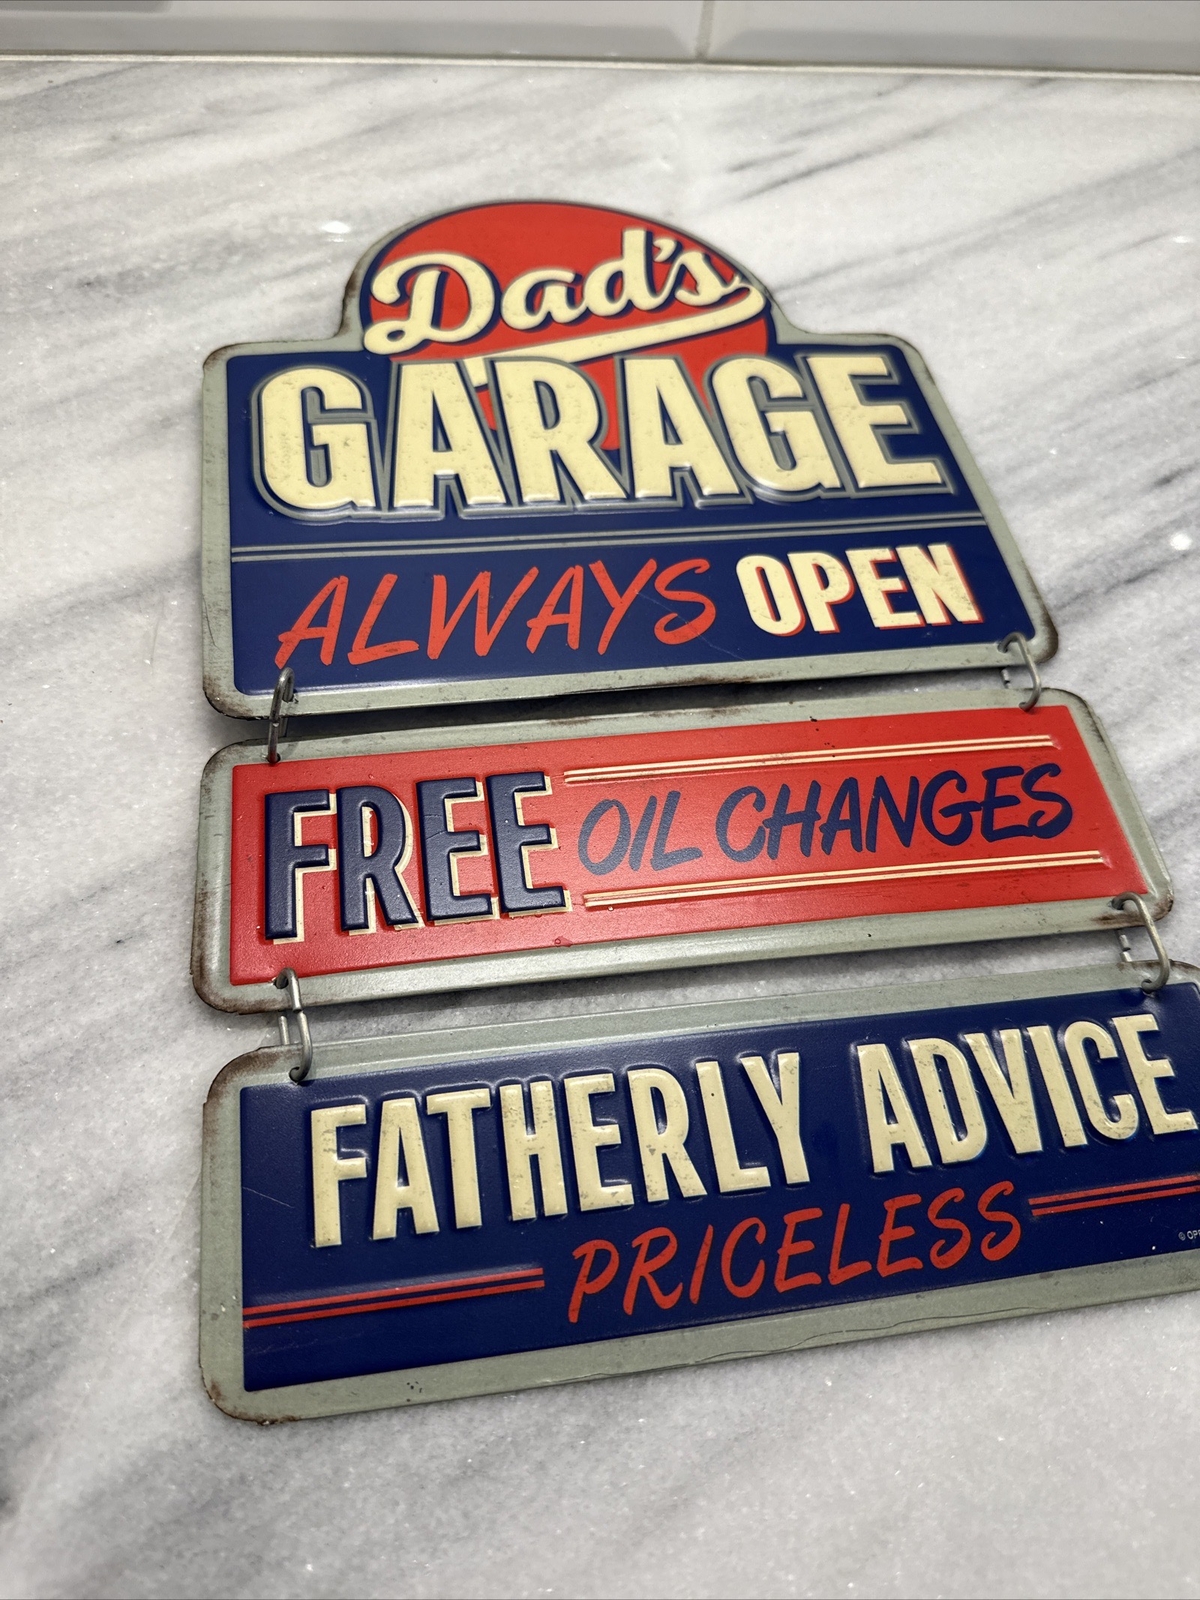 Dad's
GARAGE
ALWAYS OPEN
FREE OIL CHANGES
FATHERLY ADVICE
PRICELESS